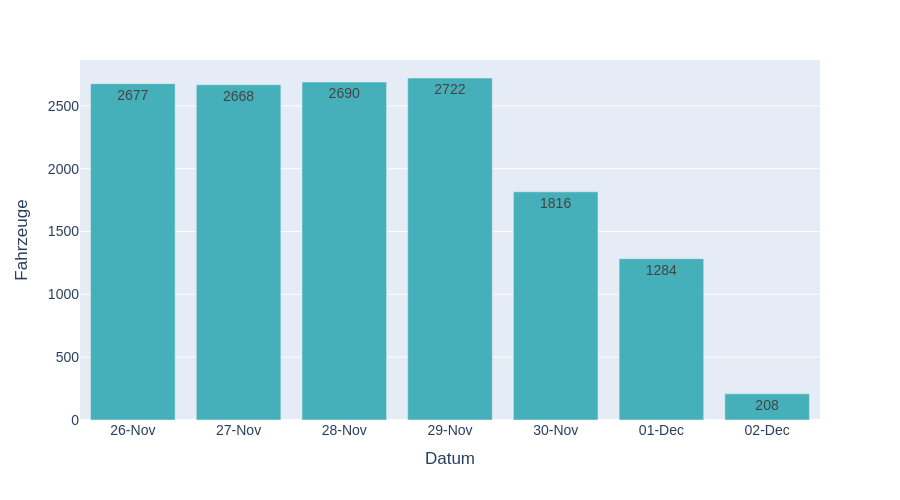 2677
2668
2690
2722
1816
1284
208
2500
2000
1500
1000
500
0
Fahrzeuge
26-Nov
27-Nov
28-Nov
29-Nov
30-Nov
01-Dec
02-Dec
Datum